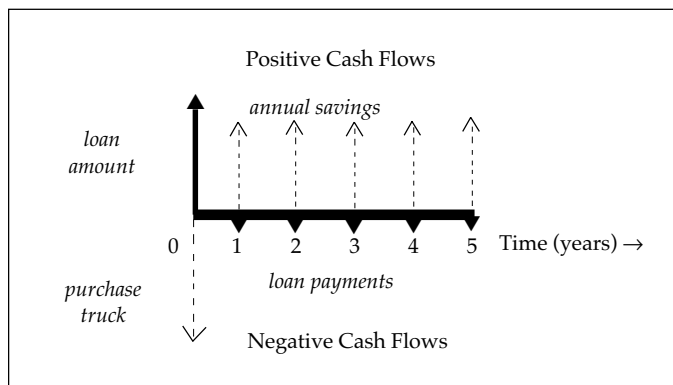 Positive Cash Flows
annual savings
loan
amount
0 1 2 3 4 5 Time (years) →
loan payments
purchase
truck
Negative Cash Flows